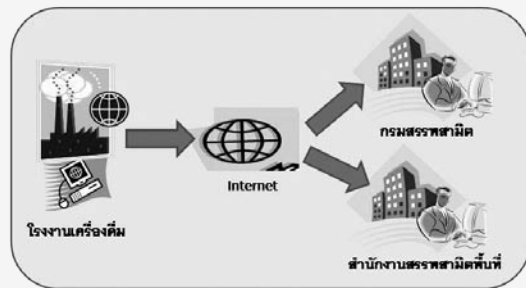 กรมสรรพสามิต
Internet
โรงงานเครื่องดื่ม
สำนักงานสรรพสามิตพื้นที่